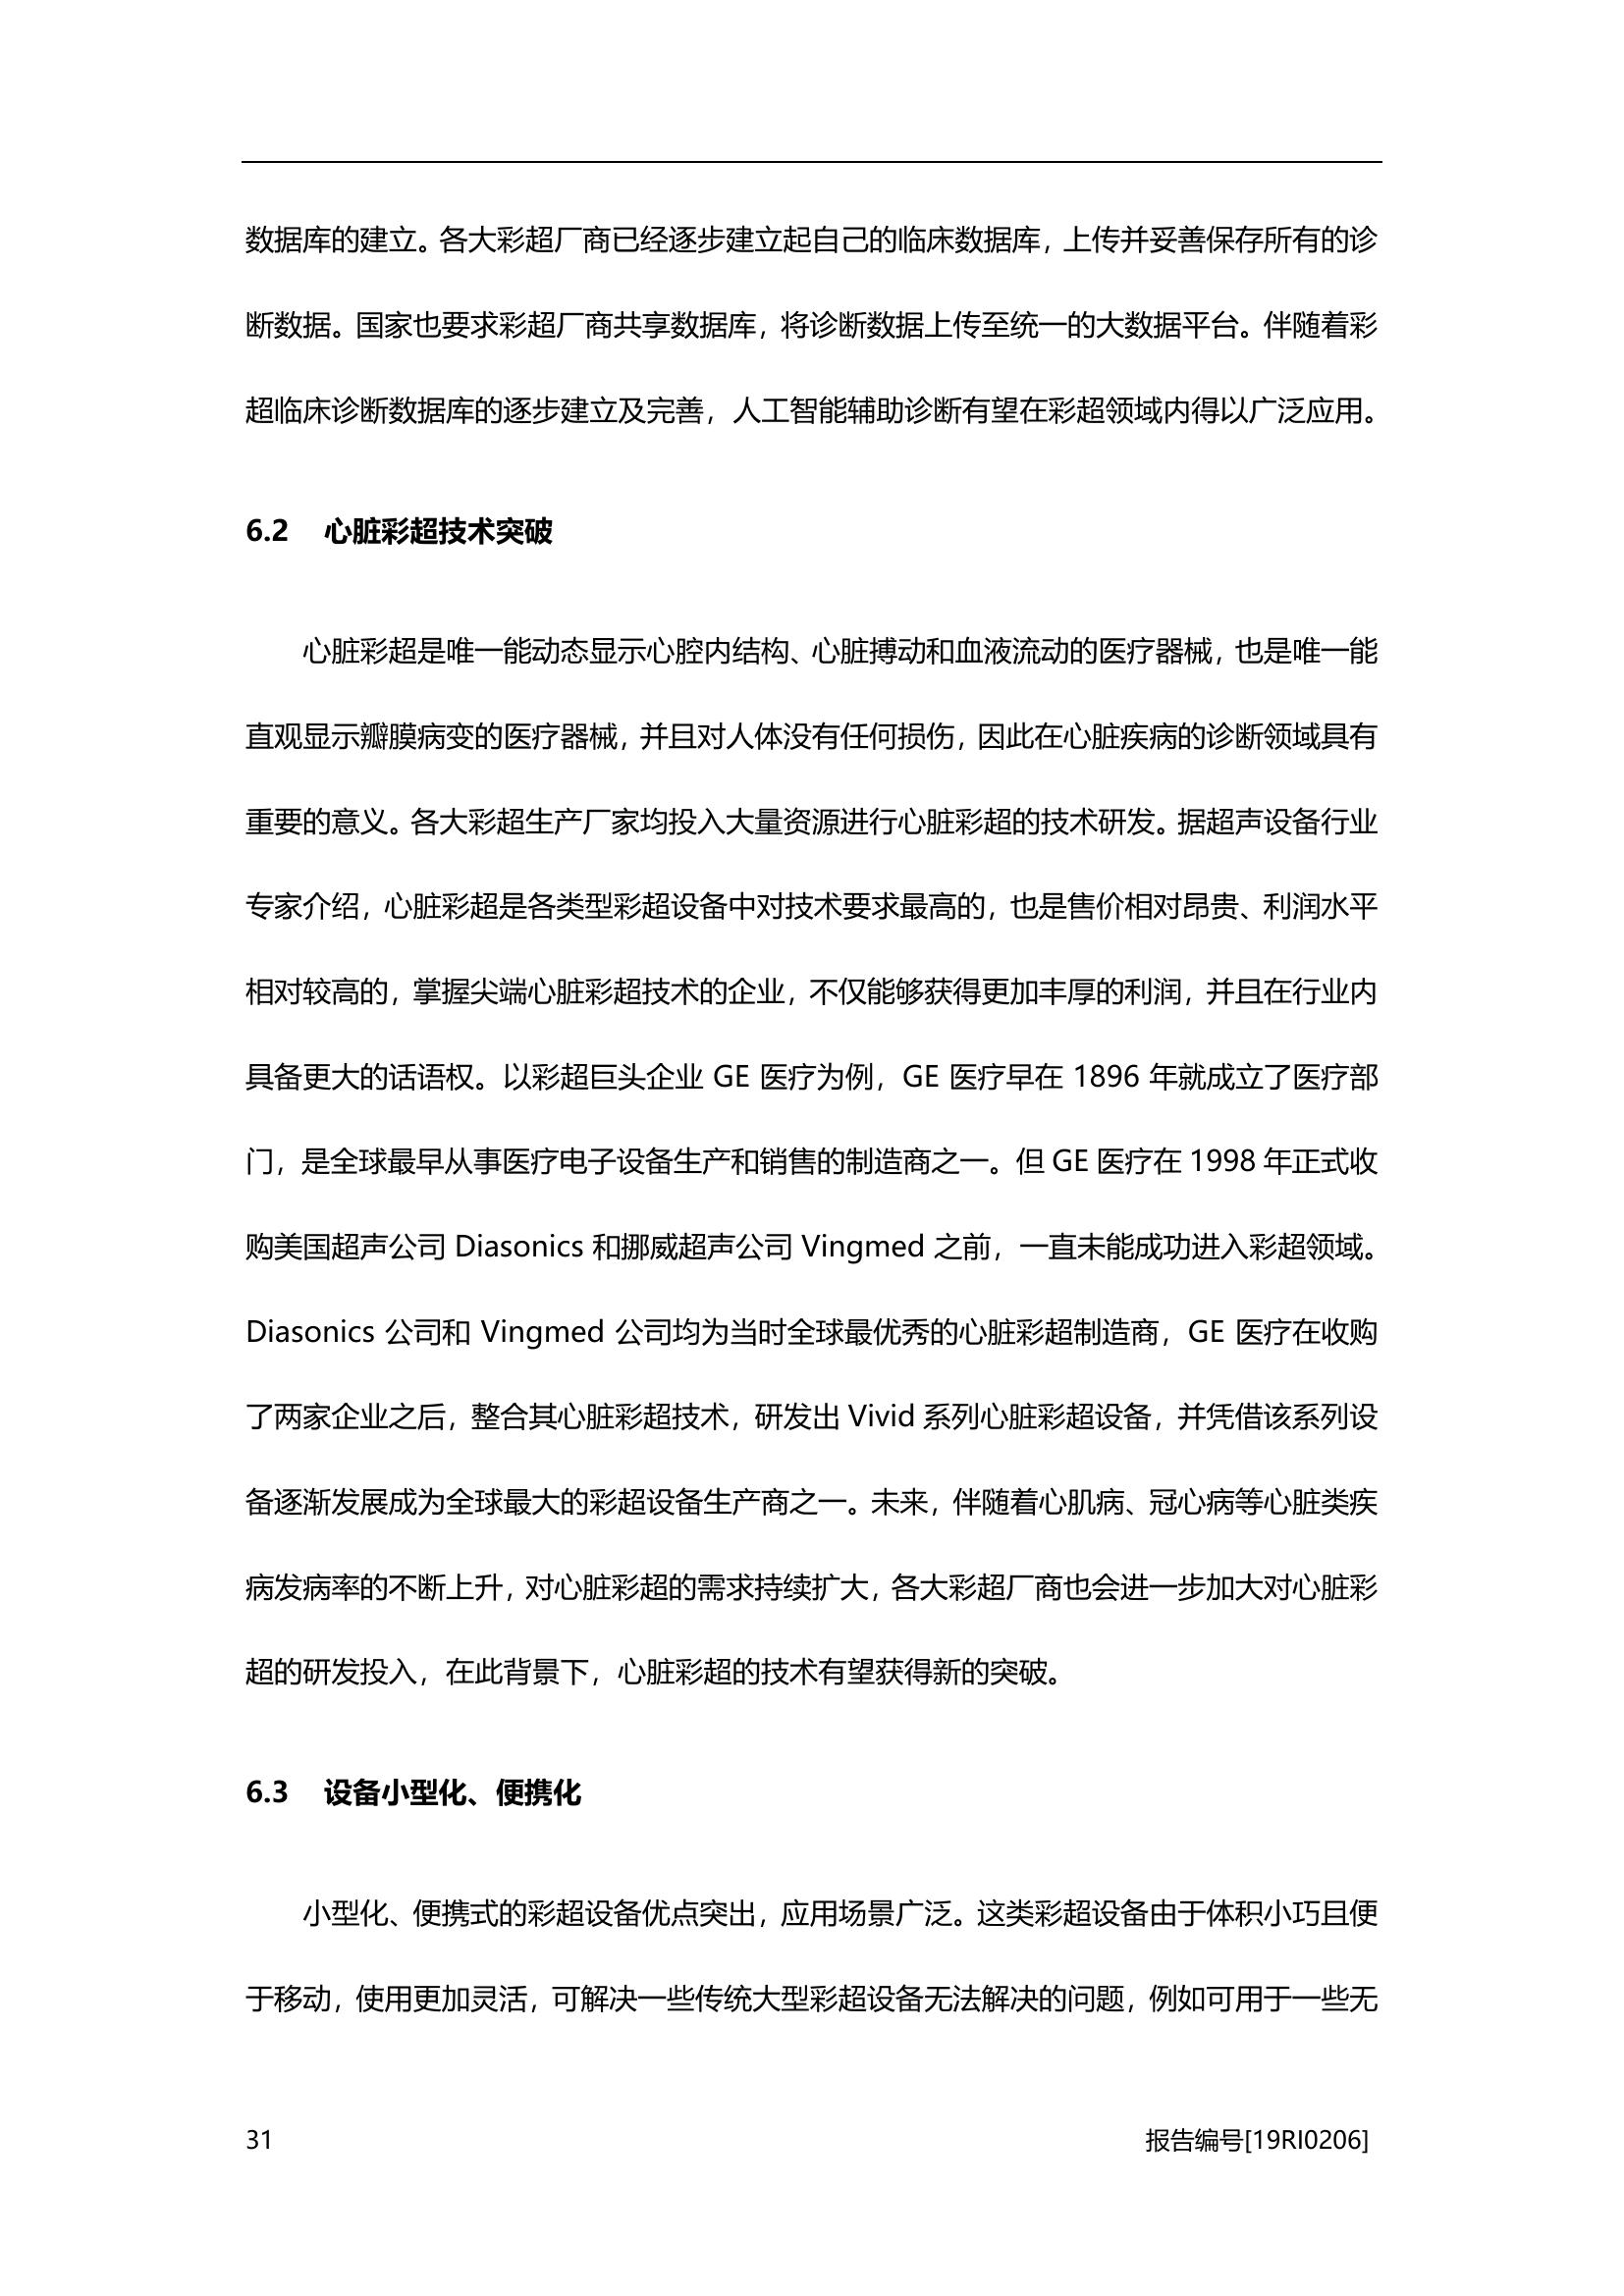 数据库的建立。各大彩超厂商已经逐步建立起自己的临床数据库，上传并妥善保存所有的诊
断数据。国家也要求彩超厂商共享数据库，将诊断数据上传至统一的大数据平台。伴随着彩
超临床诊断数据库的逐步建立及完善，人工智能辅助诊断有望在彩超领域内得以广泛应用。
6.2 心脏彩超技术突破
心脏彩超是唯一能动态显示心腔内结构、心脏搏动和血液流动的医疗器械，也是唯一能
直观显示瓣膜病变的医疗器械，并且对人体没有任何损伤，因此在心脏疾病的诊断领域具有
重要的意义。各大彩超生产厂家均投入大量资源进行心脏彩超的技术研发。据超声设备行业
专家介绍，心脏彩超是各类型彩超设备中对技术要求最高的，也是售价相对昂贵、利润水平
相对较高的，掌握尖端心脏彩超技术的企业，不仅能够获得更加丰厚的利润，并且在行业内
具备更大的话语权。以彩超巨头企业 GE 医疗为例，GE 医疗早在 1896 年就成立了医疗部
门，是全球最早从事医疗电子设备生产和销售的制造商之一。但 GE 医疗在 1998 年正式收
购美国超声公司 Diasonics 和挪威超声公司 Vingmed 之前，一直未能成功进入彩超领域。
Diasonics 公司和 Vingmed 公司均为当时全球最优秀的心脏彩超制造商，GE 医疗在收购
了两家企业之后，整合其心脏彩超技术，研发出 Vivid 系列心脏彩超设备，并凭借该系列设
备逐渐发展成为全球最大的彩超设备生产商之一。未来，伴随着心肌病、冠心病等心脏类疾
病发病率的不断上升，对心脏彩超的需求持续扩大，各大彩超厂商也会进一步加大对心脏彩
超的研发投入，在此背景下，心脏彩超的技术有望获得新的突破。
6.3 设备小型化、便携化
小型化、便携式的彩超设备优点突出，应用场景广泛。这类彩超设备由于体积小巧且便
于移动，使用更加灵活，可解决一些传统大型彩超设备无法解决的问题，例如可用于一些无
31 报告编号[19RI0206]